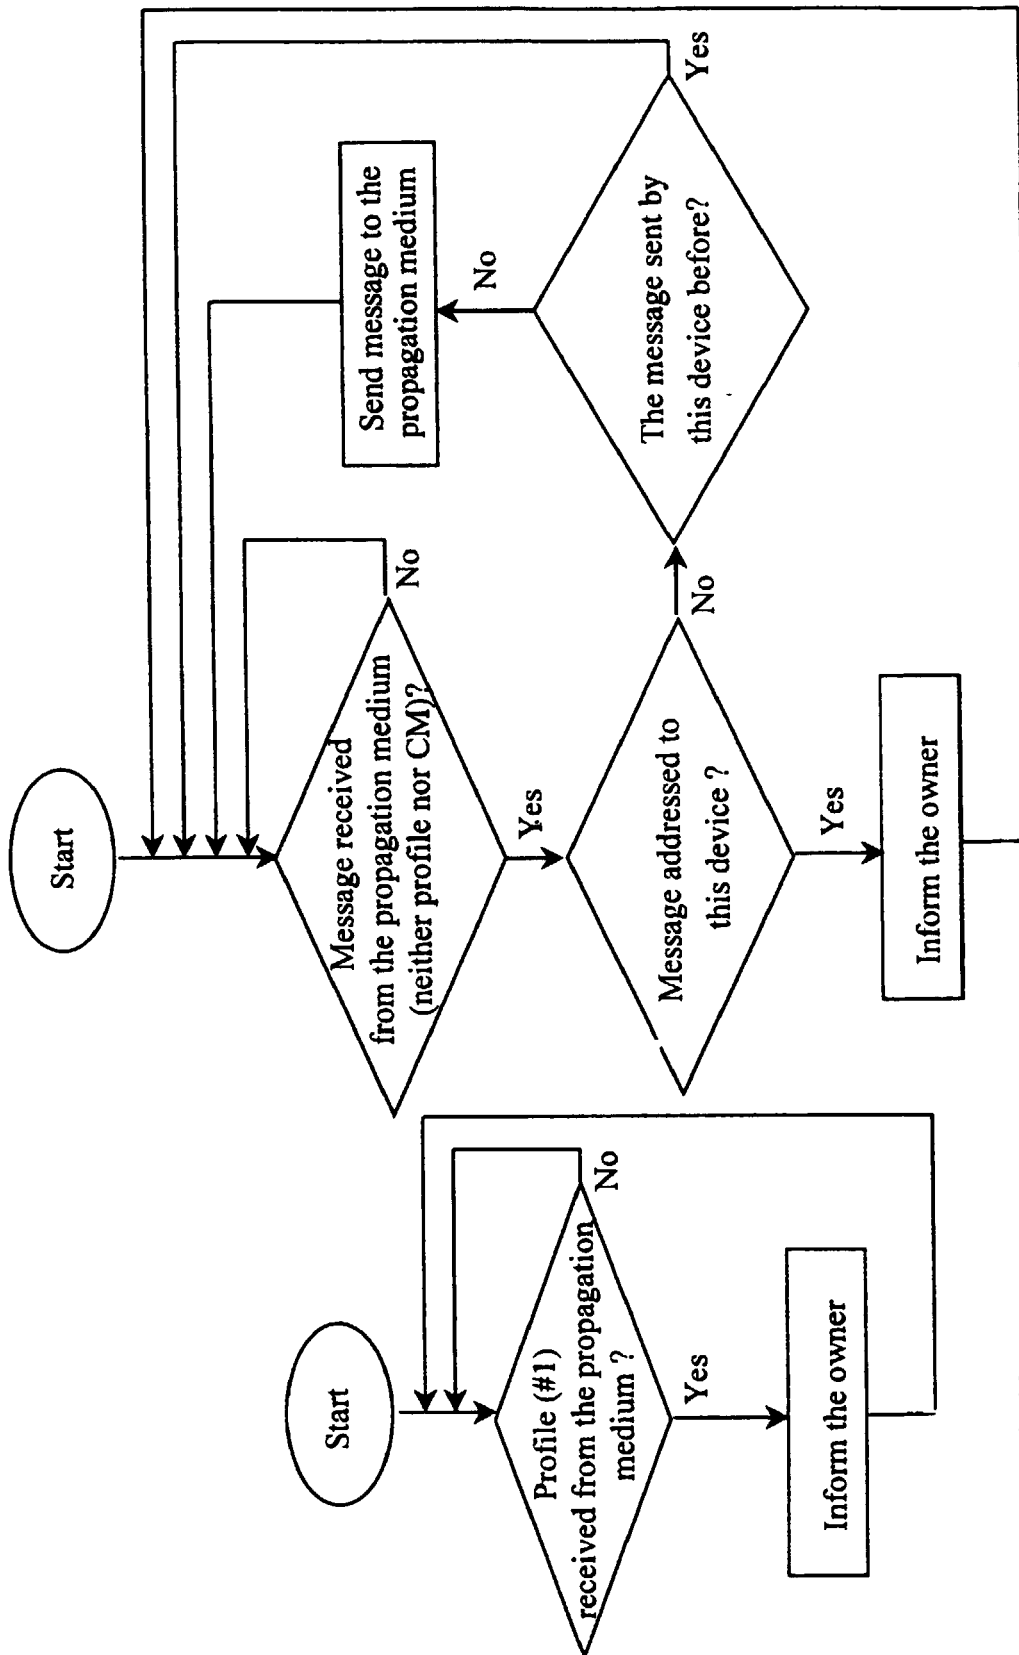 Start
Profile (#1)
received from the propagation
medium ?
No
Yes
Inform the owner
Start
Message received
from the propagation medium
(neither profile nor CM)?
No
Yes
Message addressed to
this device ?
No
Yes
Inform the owner
The message sent by
this device before?
Yes
No
Send message to the
propagation medium